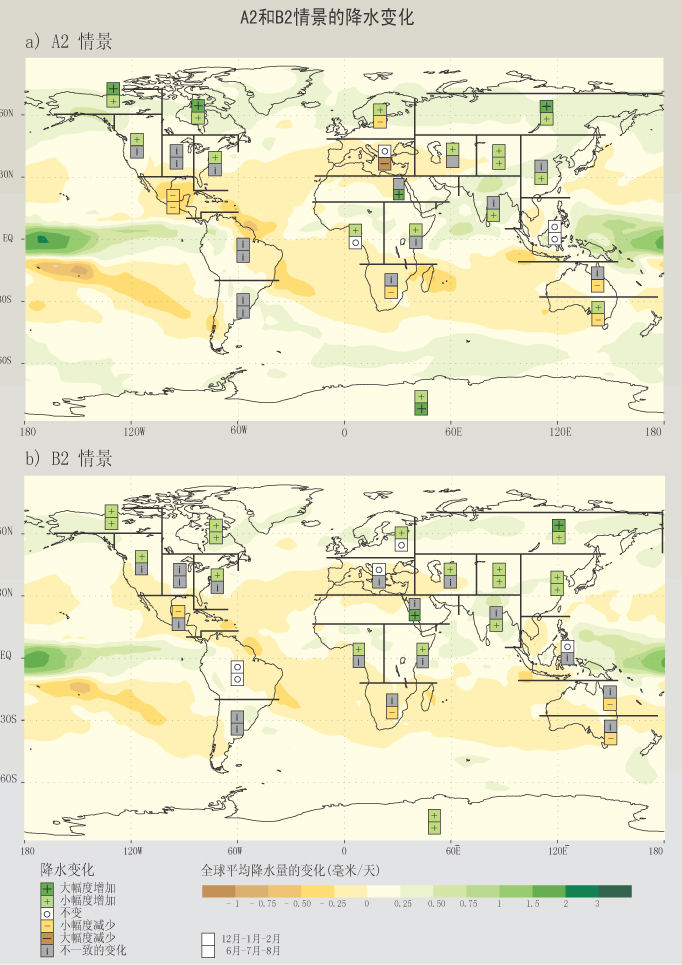 A2和B2情景的降水变化
a) A2 情景
60N
30N
EQ
30S
60S
180 120W 60W 0 60E 120E 180
b) B2 情景
60N
30N
EQ
30S
60S
180 120W 60W 0 60E 120E 180
降水变化
大幅度增加
小幅度增加
不变
小幅度减少
大幅度减少
不一致的变化
全球平均降水量的变化(毫米/天)
- 1 - 0.75 - 0.50 - 0.25 0 0.25 0.50 0.75 1 1.5 2 3
12月-1月-2月
6月-7月-8月